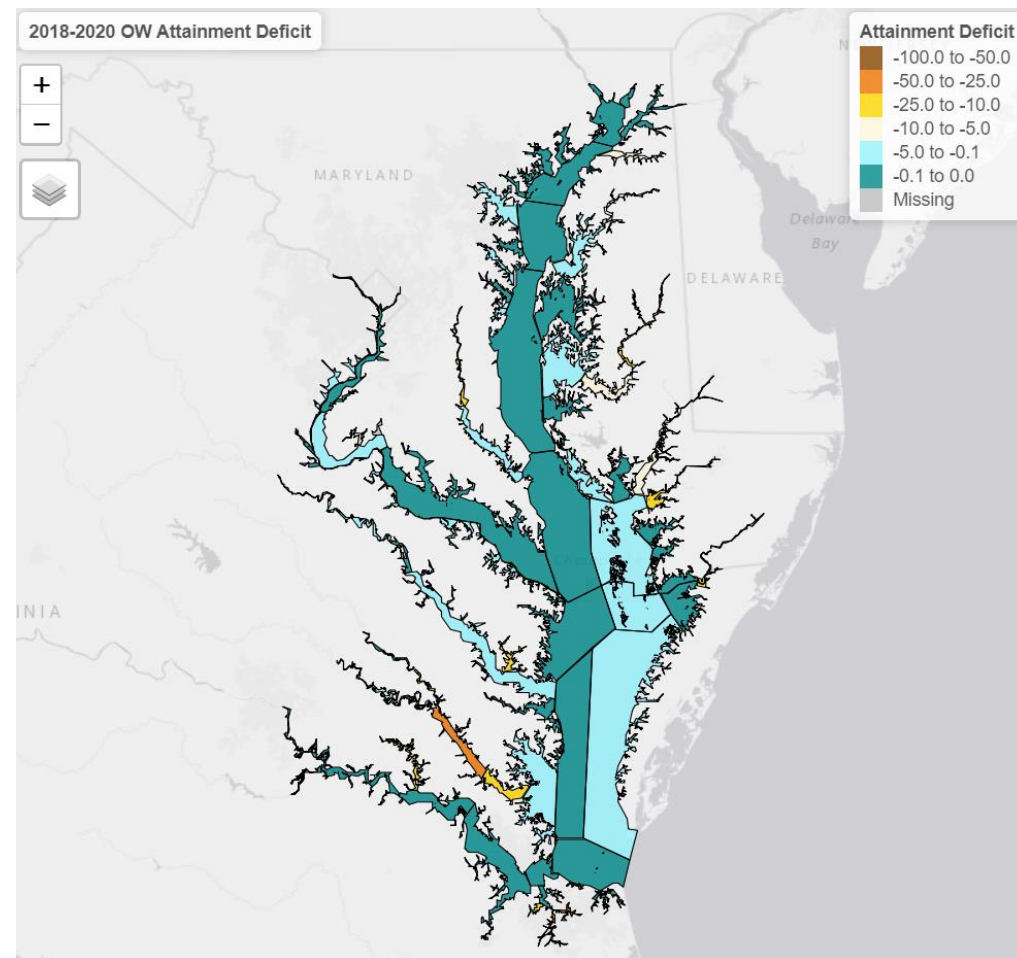 2018-2020 OW Attainment Deficit
+
−
Attainment Deficit
-100.0 to -50.0
-50.0 to -25.0
-25.0 to -10.0
-10.0 to -5.0
-5.0 to -0.1
-0.1 to 0.0
Missing
MARYLAND
Delaware
Bay
DELAWARE
INIA